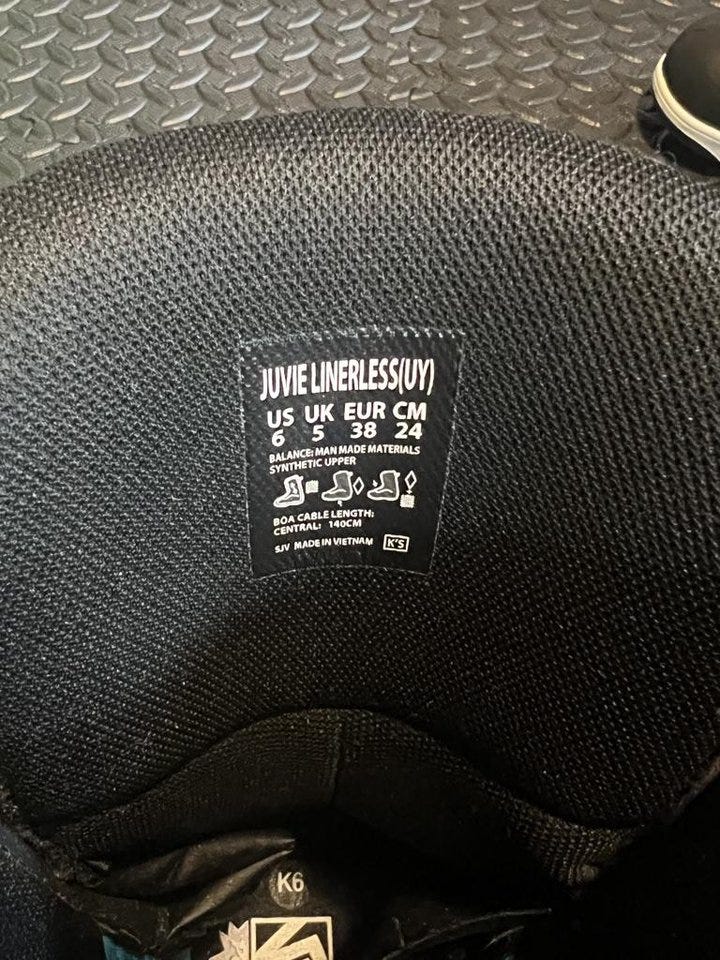 JUVIE LINERLESS(UY)
US UK EUR CM
6 5 38 24
BALANCE: MAN MADE MATERIALS
SYNTHETIC UPPER
BOA CABLE LENGTH:
CENTRAL: 140CM
SJV MADE IN VIETNAM K'S
K6